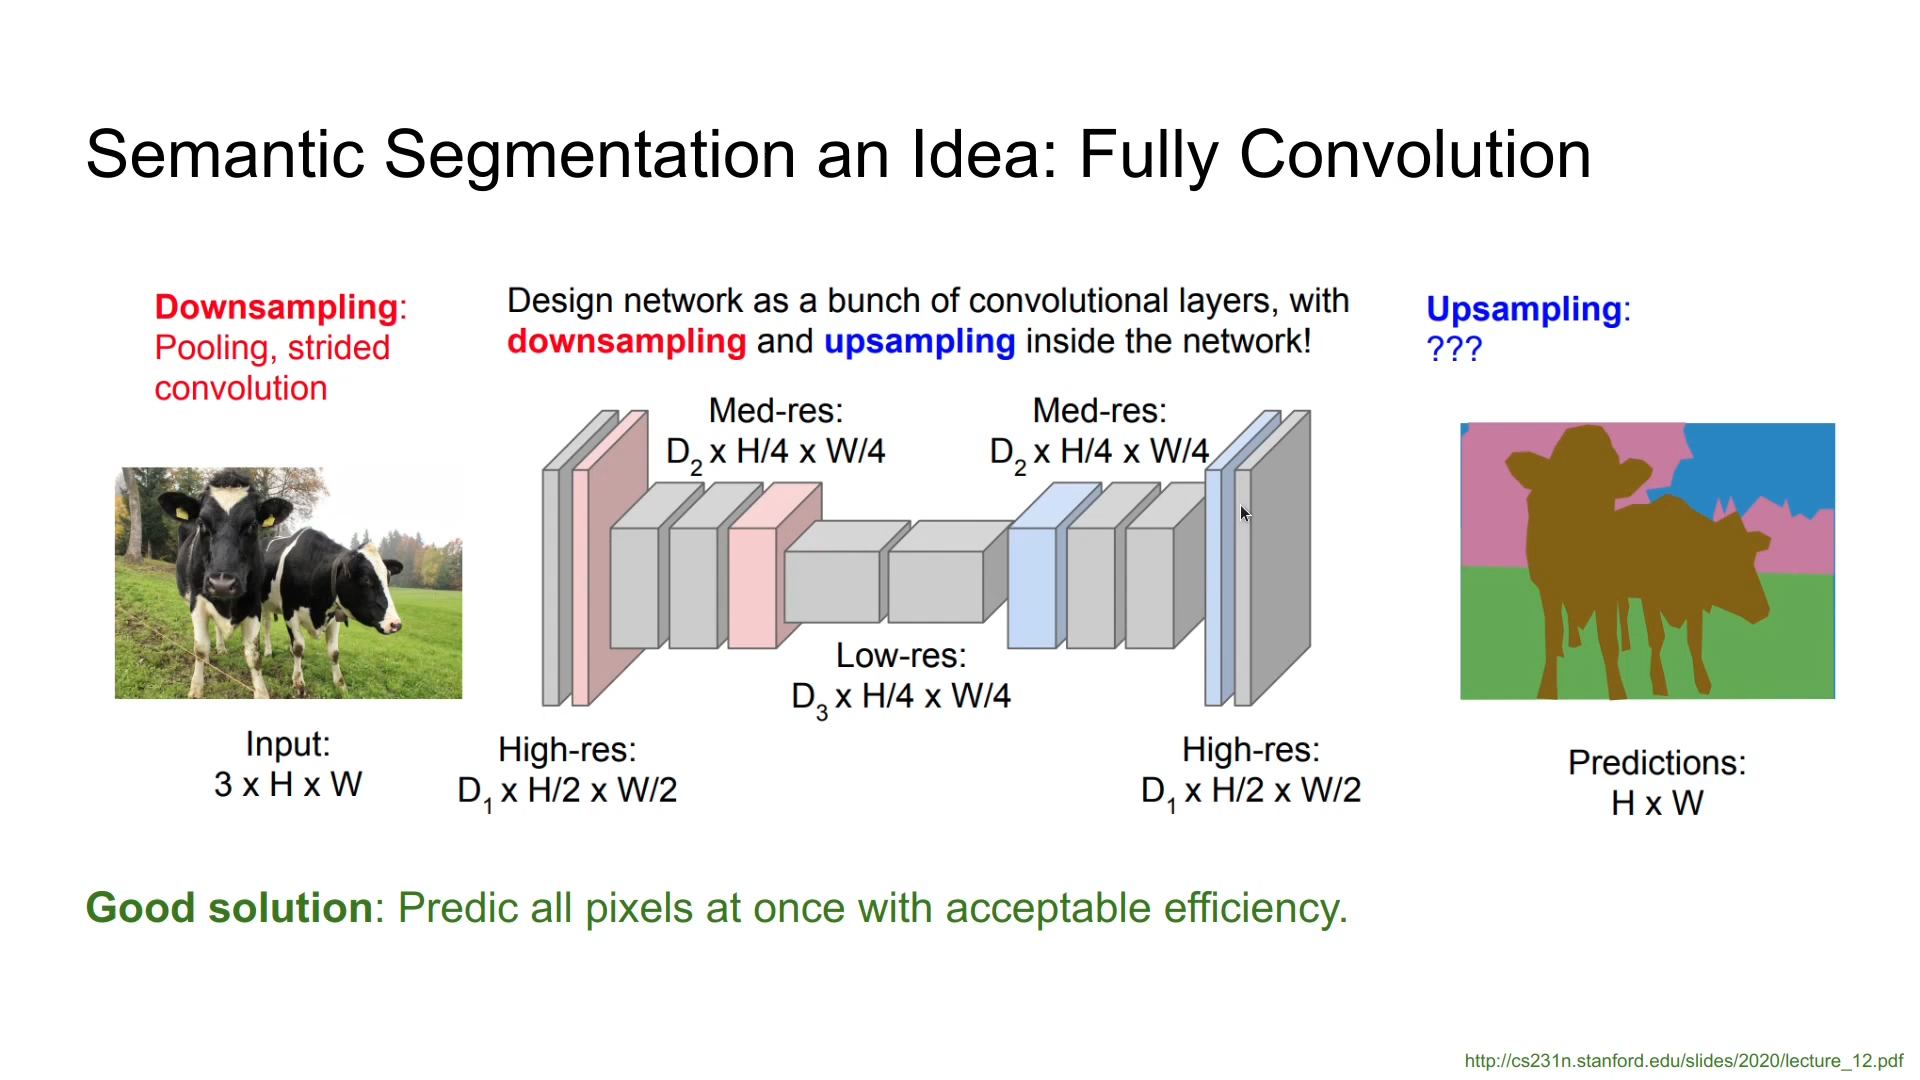 Semantic Segmentation an Idea: Fully Convolution
Downsampling:
Pooling, strided
convolution
Design network as a bunch of convolutional layers, with
downsampling and upsampling inside the network!
Upsampling:
???
Med-res:
D2 x H/4 x W/4
Med-res:
D2 x H/4 x W/4
Low-res:
D3 x H/4 x W/4
Input:
3 x H x W
High-res:
D1 x H/2 x W/2
High-res:
D1 x H/2 x W/2
Predictions:
H x W
Good solution: Predic all pixels at once with acceptable efficiency.
http://cs231n.stanford.edu/slides/2020/lecture_12.pdf